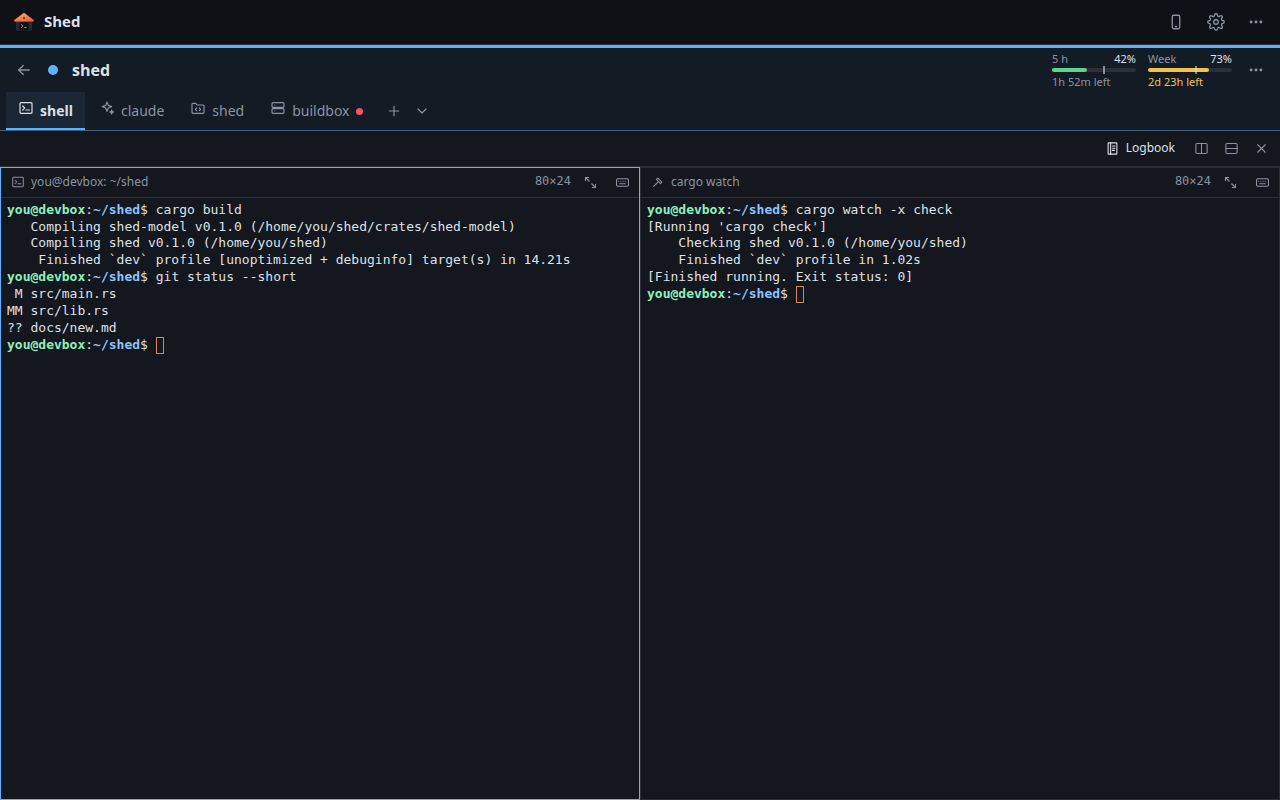 Shed
shed
5 h 42%
1h 52m left
Week 73%
2d 23h left
shell
claude
shed
buildbox
Logbook
you@devbox: ~/shed
80×24
you@devbox:~/shed$ cargo build
   Compiling shed-model v0.1.0 (/home/you/shed/crates/shed-model)
   Compiling shed v0.1.0 (/home/you/shed)
    Finished `dev` profile [unoptimized + debuginfo] target(s) in 14.21s
you@devbox:~/shed$ git status --short
 M src/main.rs
MM src/lib.rs
?? docs/new.md
you@devbox:~/shed$
cargo watch
80×24
you@devbox:~/shed$ cargo watch -x check
[Running 'cargo check']
    Checking shed v0.1.0 (/home/you/shed)
    Finished `dev` profile in 1.02s
[Finished running. Exit status: 0]
you@devbox:~/shed$